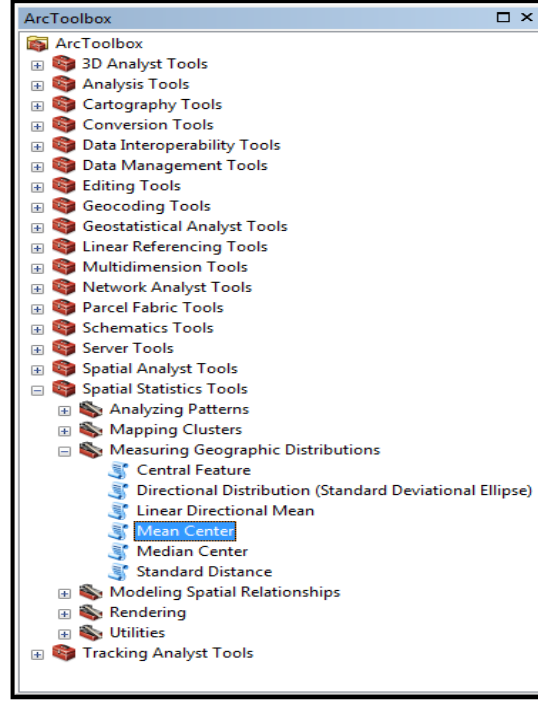 ArcToolbox
ArcToolbox
3D Analyst Tools
Analysis Tools
Cartography Tools
Conversion Tools
Data Interoperability Tools
Data Management Tools
Editing Tools
Geocoding Tools
Geostatistical Analyst Tools
Linear Referencing Tools
Multidimension Tools
Network Analyst Tools
Parcel Fabric Tools
Schematics Tools
Server Tools
Spatial Analyst Tools
Spatial Statistics Tools
Analyzing Patterns
Mapping Clusters
Measuring Geographic Distributions
Central Feature
Directional Distribution (Standard Deviational Ellipse)
Linear Directional Mean
Mean Center
Median Center
Standard Distance
Modeling Spatial Relationships
Rendering
Utilities
Tracking Analyst Tools